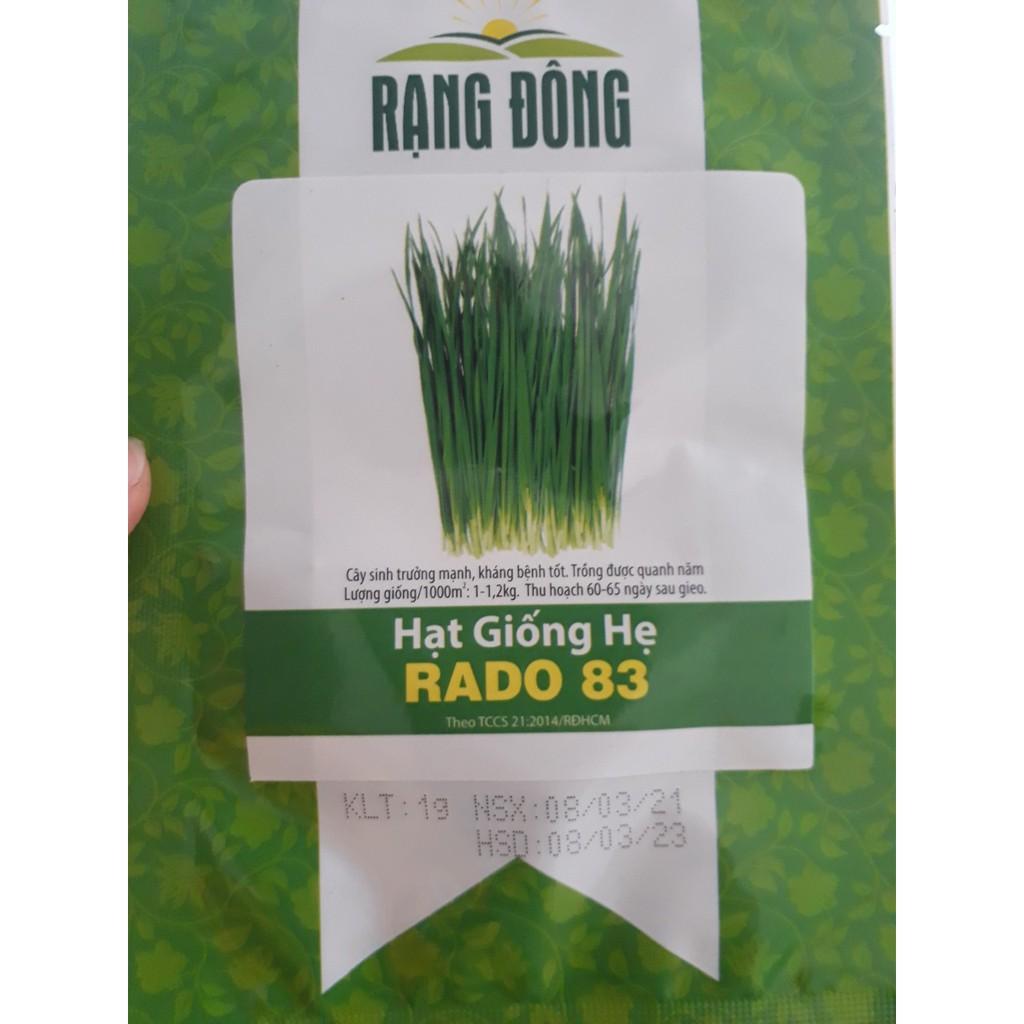 RẠNG ĐÔNG
Cây sinh trưởng mạnh, kháng bệnh tốt. Trồng được quanh năm
Lượng giống/1000m²: 1-1,2kg. Thu hoạch 60-65 ngày sau gieo.
Hạt Giống Hẹ
RADO 83
Theo TCCS 21:2014/RĐHCM
KLT:1g NSX:08/03/21
HSD:08/03/23